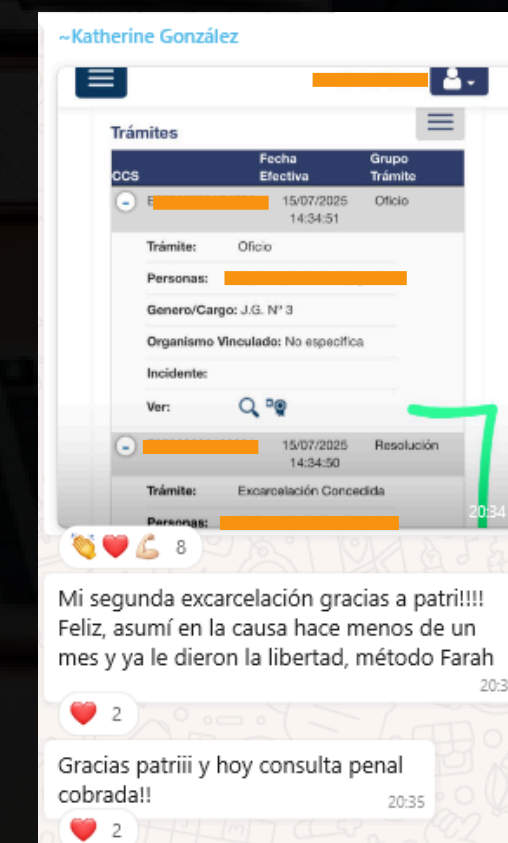 ~Katherine González
Trámites
CCS Fecha Efectiva Grupo Trámite
E 15/07/2025 14:34:51 Oficio
Trámite: Oficio
Personas:
Genero/Cargo: J.G. N° 3
Organismo Vinculado: No especifica
Incidente:
Ver:
15/07/2025 14:34:50 Resolución
Trámite: Excarcelación Concedida
Personas:
20:34
8
Mi segunda excarcelación gracias a patri!!!!
Feliz, asumí en la causa hace menos de un
mes y ya le dieron la libertad, método Farah
20:3
2
Gracias patriii y hoy consulta penal
cobrada!!
20:35
2